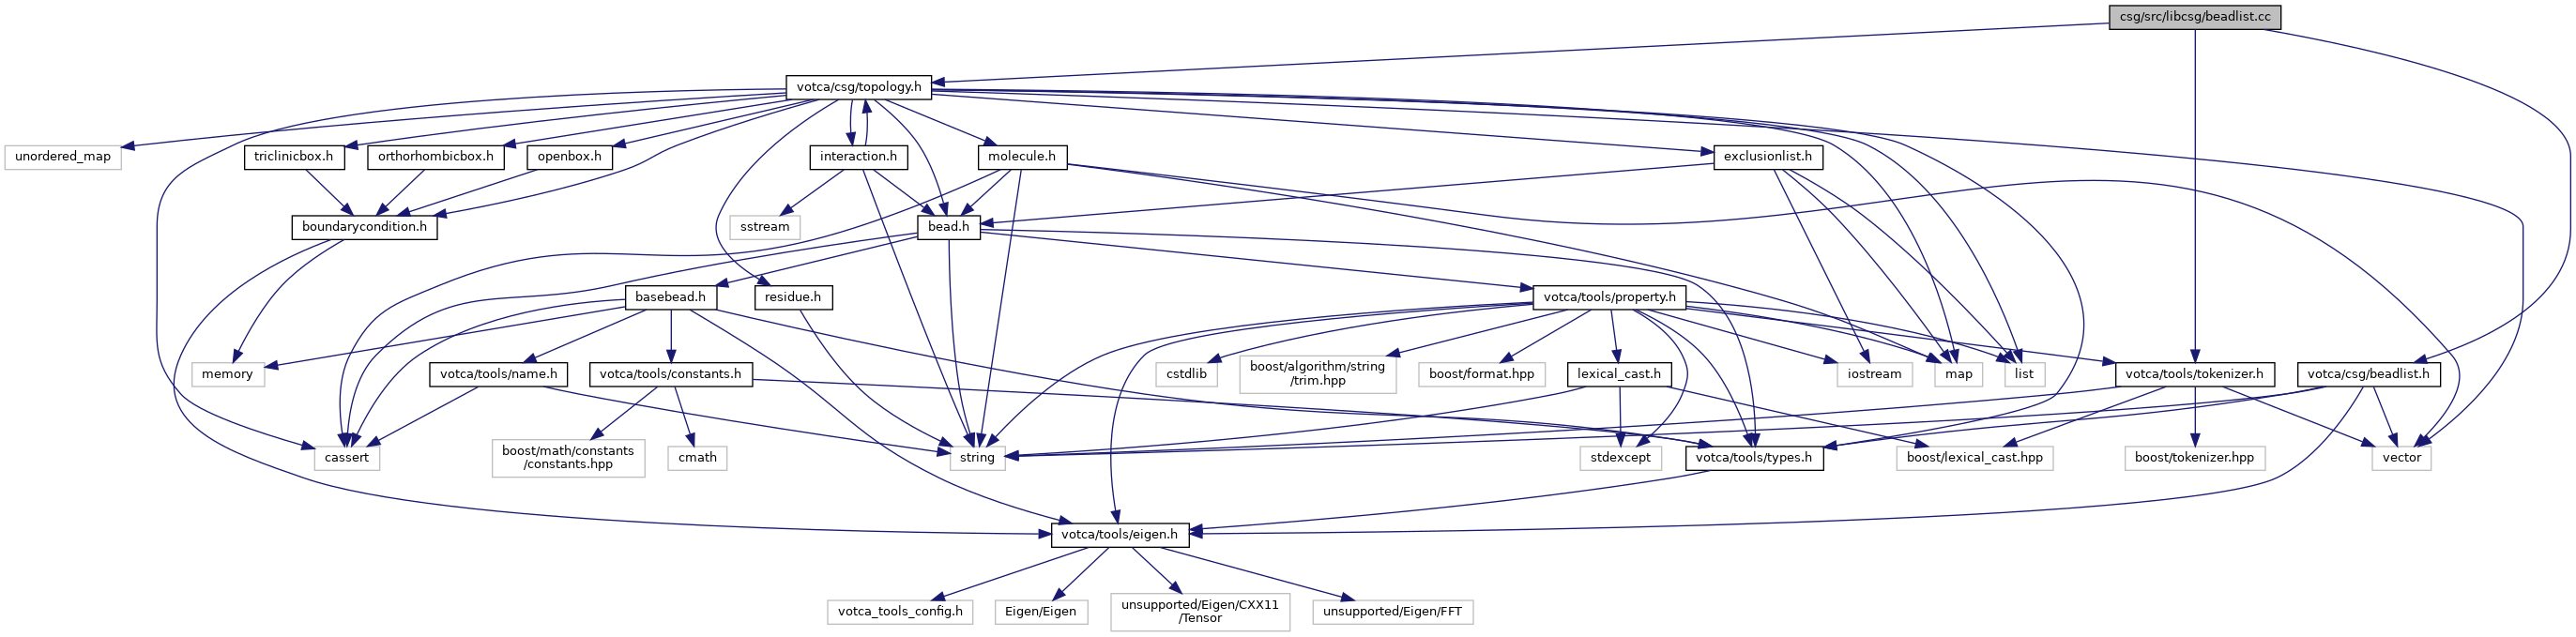 csg/src/libcsg/beadlist.cc
votca/csg/topology.h
unordered_map
triclinicbox.h
orthorhombicbox.h
openbox.h
interaction.h
molecule.h
exclusionlist.h
boundarycondition.h
sstream
bead.h
basebead.h
residue.h
votca/tools/property.h
memory
votca/tools/name.h
votca/tools/constants.h
cstdlib
boost/algorithm/string
/trim.hpp
boost/format.hpp
lexical_cast.h
iostream
map
list
votca/tools/tokenizer.h
votca/csg/beadlist.h
cassert
boost/math/constants
/constants.hpp
cmath
string
stdexcept
votca/tools/types.h
boost/lexical_cast.hpp
boost/tokenizer.hpp
vector
votca/tools/eigen.h
votca_tools_config.h
Eigen/Eigen
unsupported/Eigen/CXX11
/Tensor
unsupported/Eigen/FFT